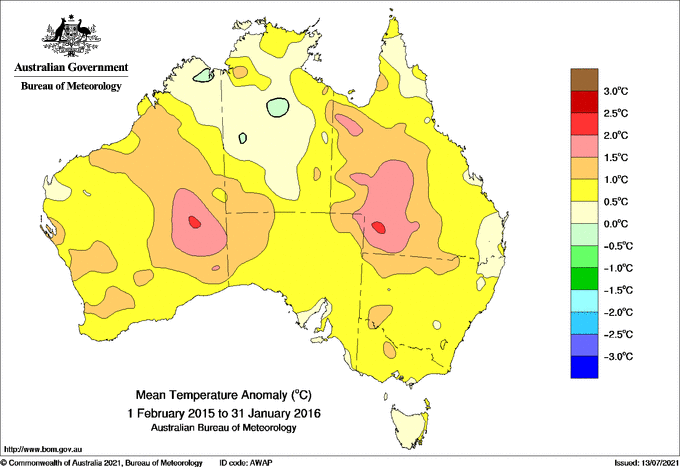 Australian Government
Bureau of Meteorology
3.0°C
2.5°C
2.0°C
1.5°C
1.0°C
0.5°C
0.0°C
-0.5°C
-1.0°C
-1.5°C
-2.0°C
-2.5°C
-3.0°C
Mean Temperature Anomaly (°C)
1 February 2015 to 31 January 2016
Australian Bureau of Meteorology
http://www.bom.gov.au
© Commonwealth of Australia 2021, Bureau of Meteorology ID code: AWAP Issued: 13/07/2021